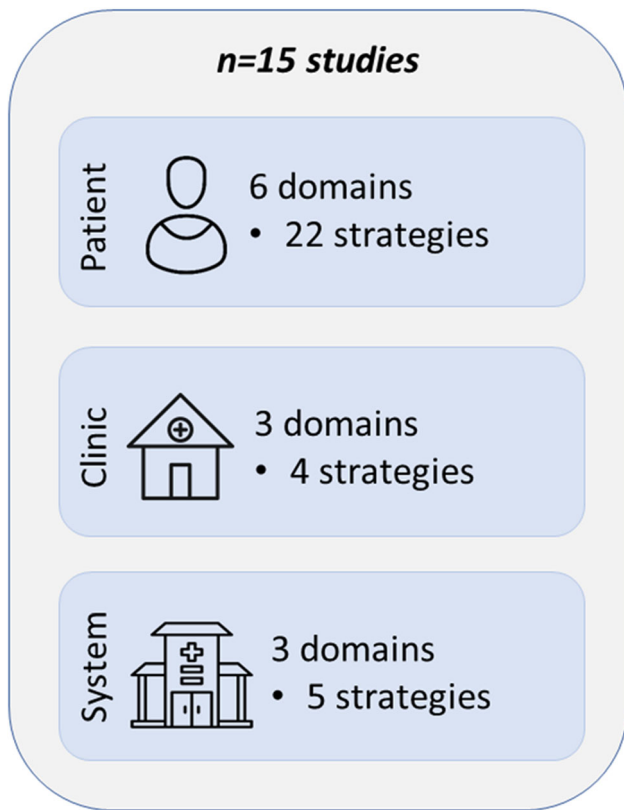 n=15 studies
Patient
6 domains
• 22 strategies
Clinic
3 domains
• 4 strategies
System
3 domains
• 5 strategies